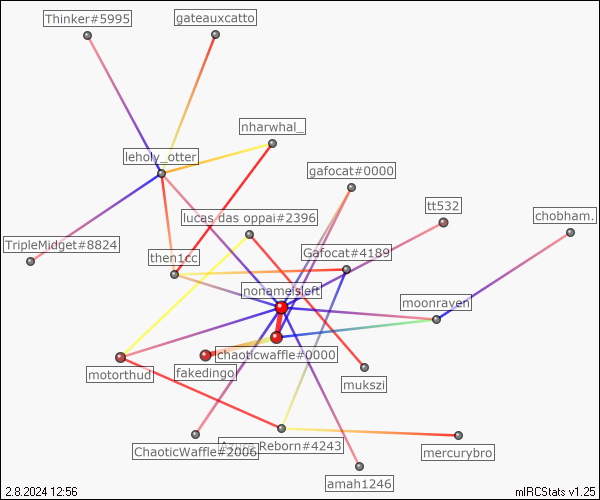 Thinker#5995
gateauxcatto
nharwhal_
leholy_otter
gafocat#0000
tt532
lucas das oppai#2396
chobham.
TripleMidget#8824
then1cc
Gafocat#4189
nonameisleft
moonraven
chaoticwaffle#0000
motorthud
fakedingo
mukszi
ChaoticWaffle#2006
Reborn#4243
mercurybro
amah1246
2.8.2024 12:56
mIRCStats v1.25